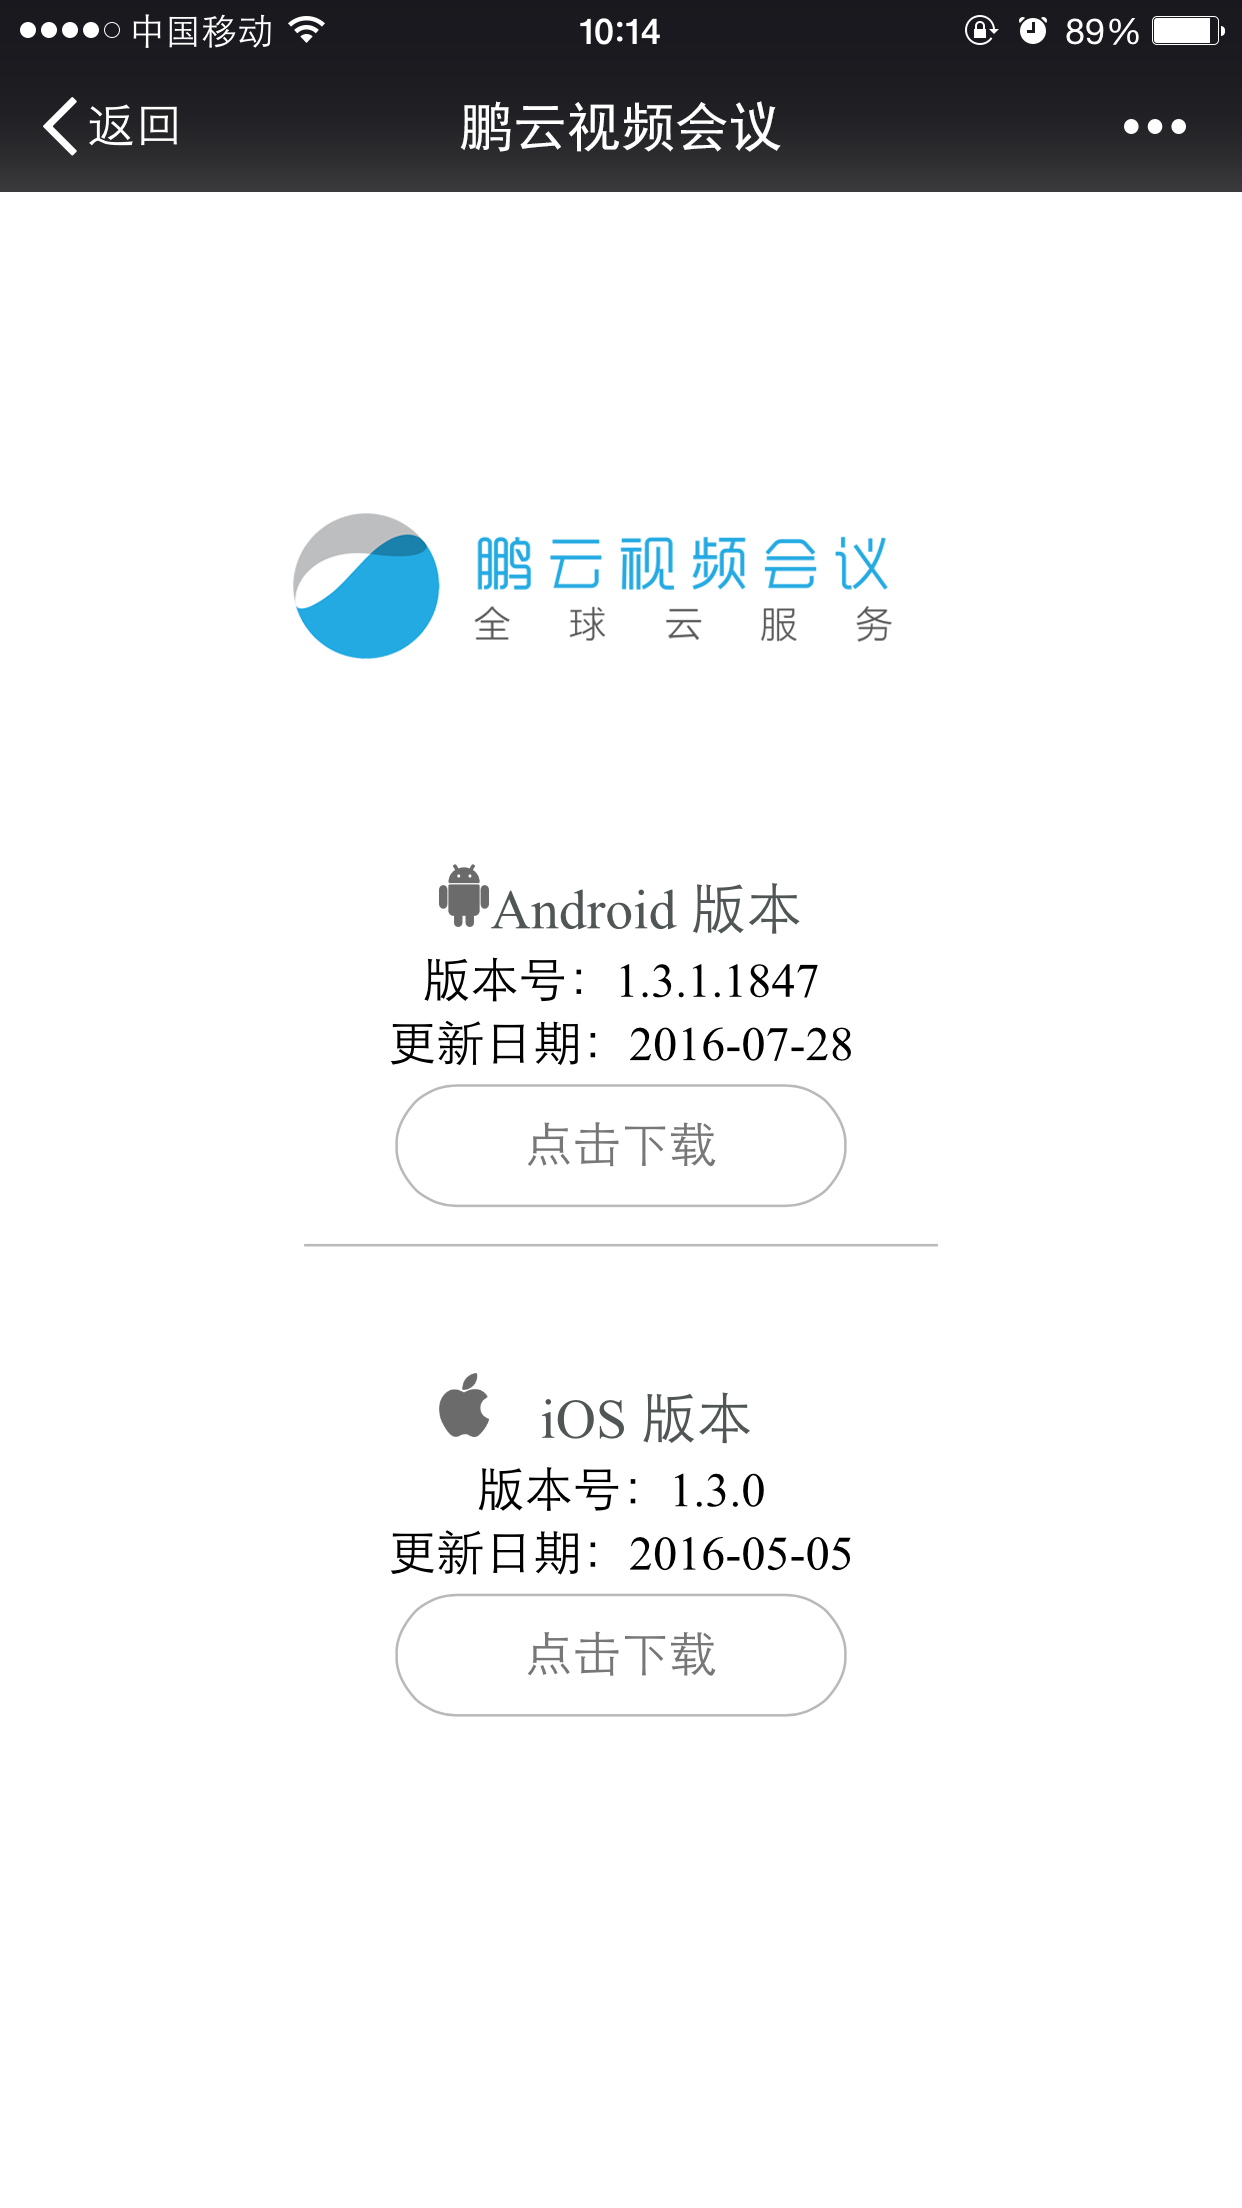 中国移动 10:14 89%
返回 鹏云视频会议
鹏云视频会议
全球云服务
Android 版本
版本号：1.3.1.1847
更新日期：2016-07-28
点击下载
iOS 版本
版本号：1.3.0
更新日期：2016-05-05
点击下载